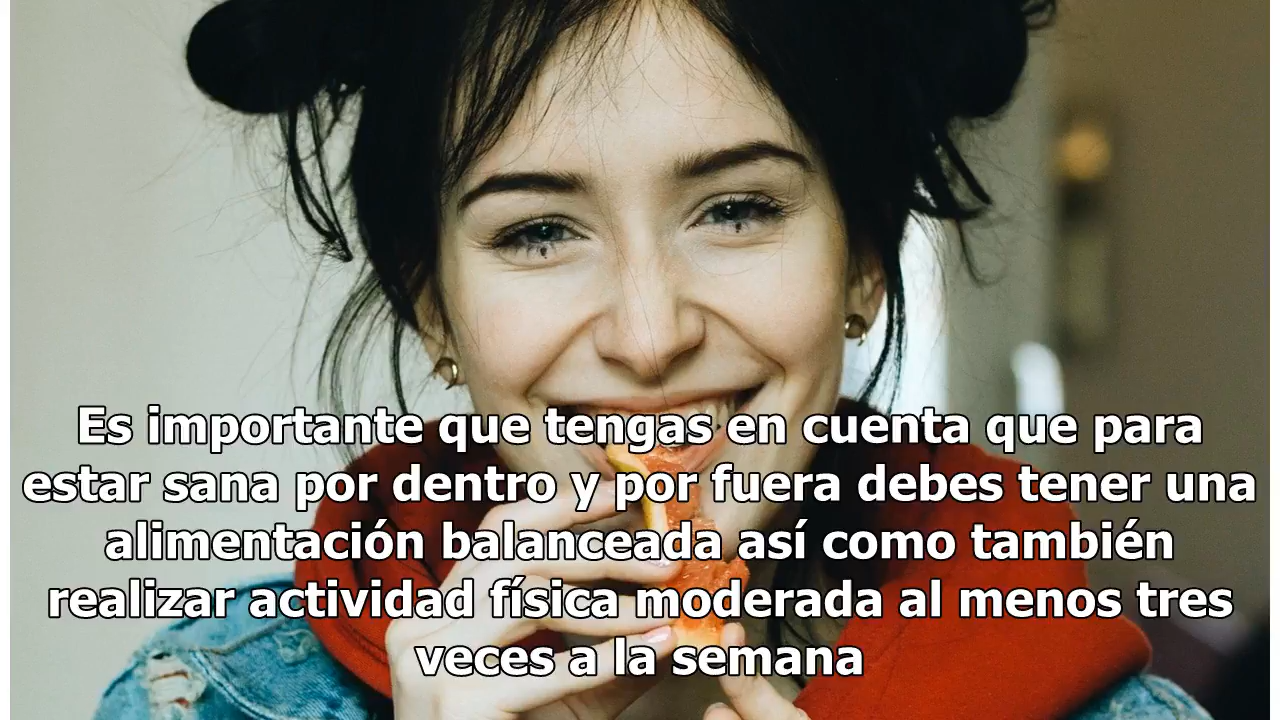 Es importante que tengas en cuenta que para
estar sana por dentro y por fuera debes tener una
alimentación balanceada así como también
realizar actividad física moderada al menos tres
veces a la semana